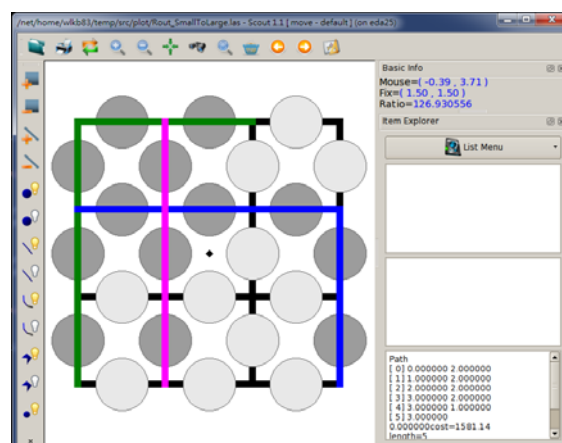 /net/home/wlkb83/temp/src/plot/Rout_SmallToLarge.las - Scout 1.1 [ move - default ] (on eda25)
Basic Info
Mouse=( -0.39 , 3.71 )
Fix=( 1.50 , 1.50 )
Ratio=126.930556
Item Explorer
List Menu
Path
[ 0] 0.000000 2.000000
[ 1] 1.000000 2.000000
[ 2] 2.000000 2.000000
[ 3] 3.000000 2.000000
[ 4] 3.000000 1.000000
[ 5] 3.000000
0.000000cost=1581.14
length=5